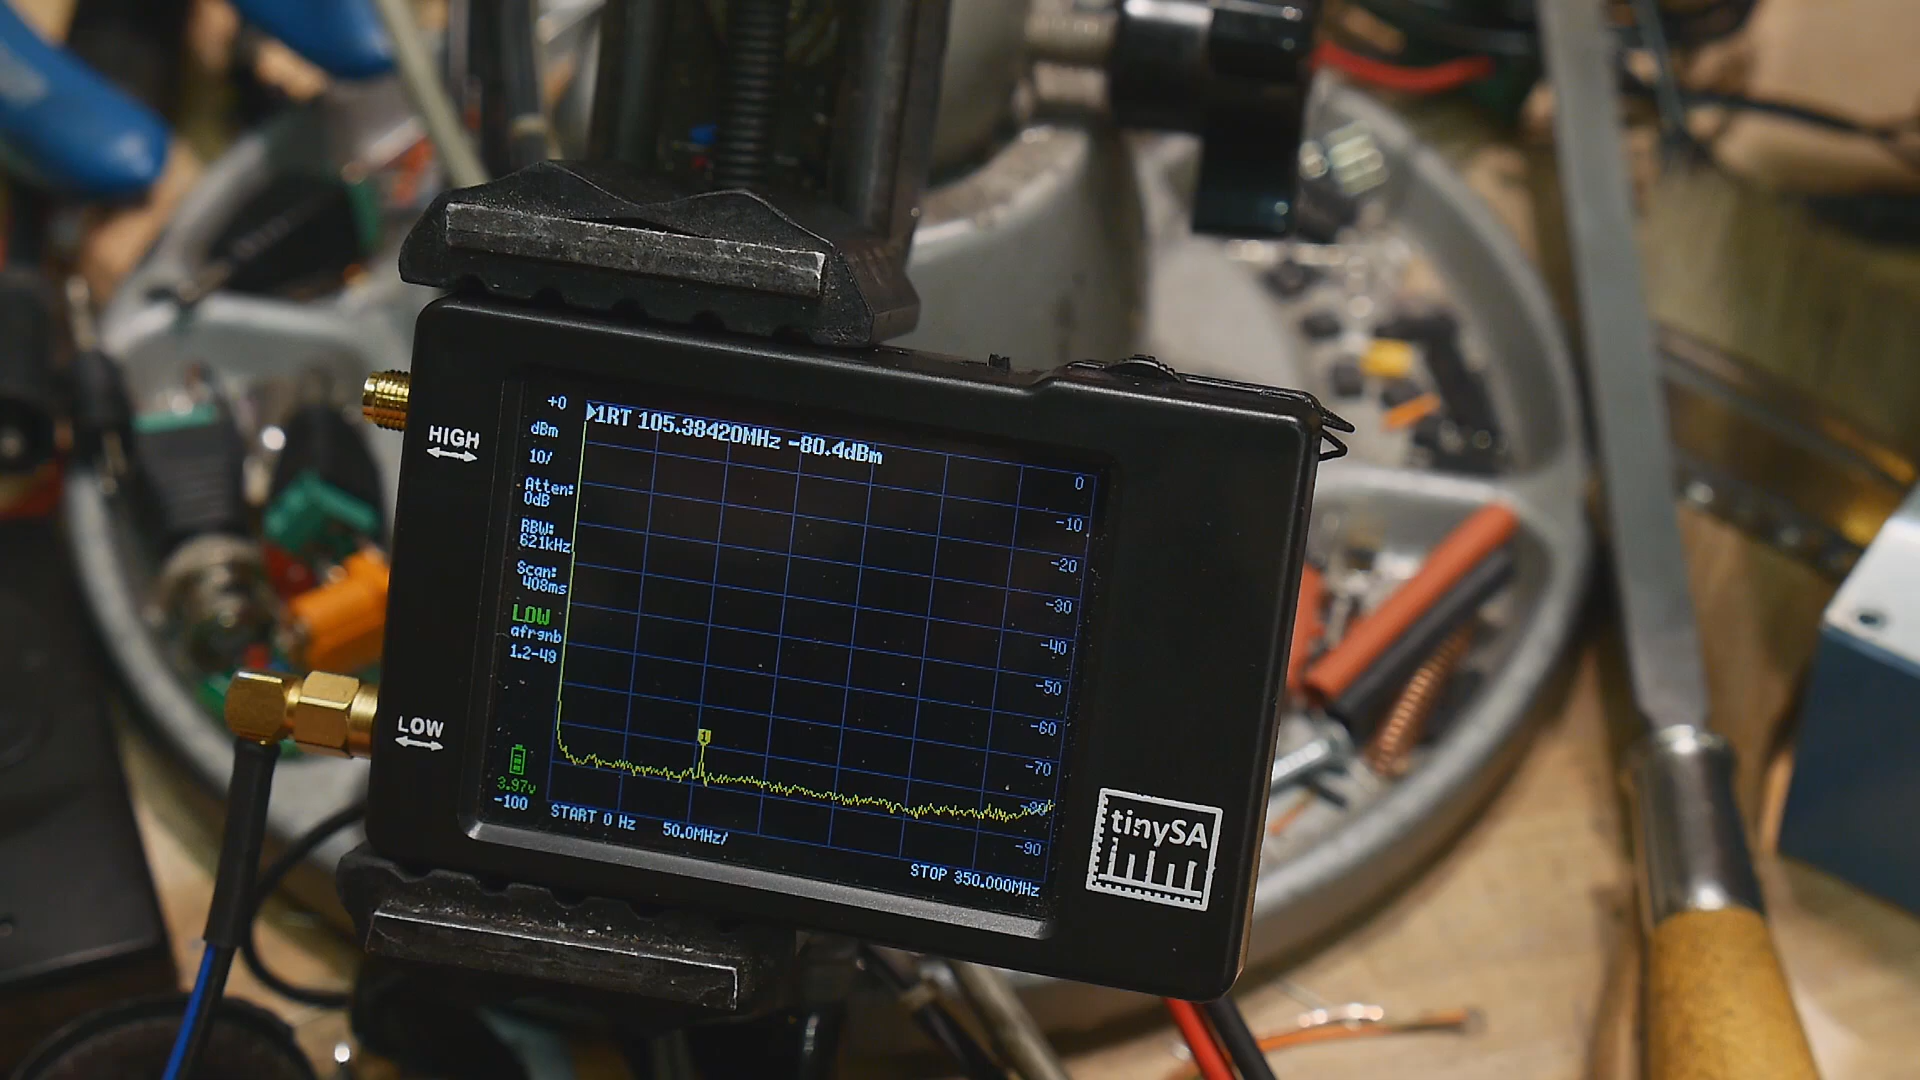 HIGH
LOW
+0
dBm
10/
Atten:
0dB
RBW:
621kHz
Scan:
408ms
LOW
afrgnb
1.2-49
3.97v
-100
1RT 105.38420MHz -80.4dBm
0
-10
-20
-30
-40
-50
-60
-70
-80
-90
1
START 0 Hz 50.0MHz/ STOP 350.000MHz
tinySA